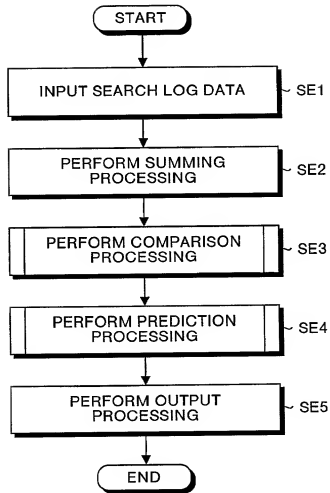 START
INPUT SEARCH LOG DATA
SE1
PERFORM SUMMING
PROCESSING
SE2
PERFORM COMPARISON
PROCESSING
SE3
PERFORM PREDICTION
PROCESSING
SE4
PERFORM OUTPUT
PROCESSING
SE5
END